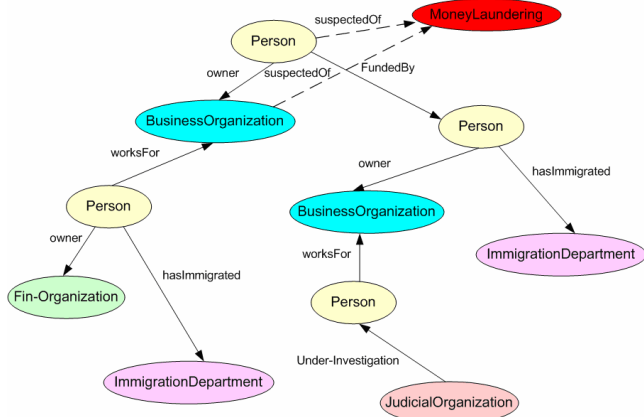 MoneyLaundering
suspectedOf
Person
owner
suspectedOf
FundedBy
BusinessOrganization
Person
worksFor
owner
hasImmigrated
Person
BusinessOrganization
owner
worksFor
ImmigrationDepartment
hasImmigrated
Fin-Organization
Person
Under-Investigation
ImmigrationDepartment
JudicialOrganization